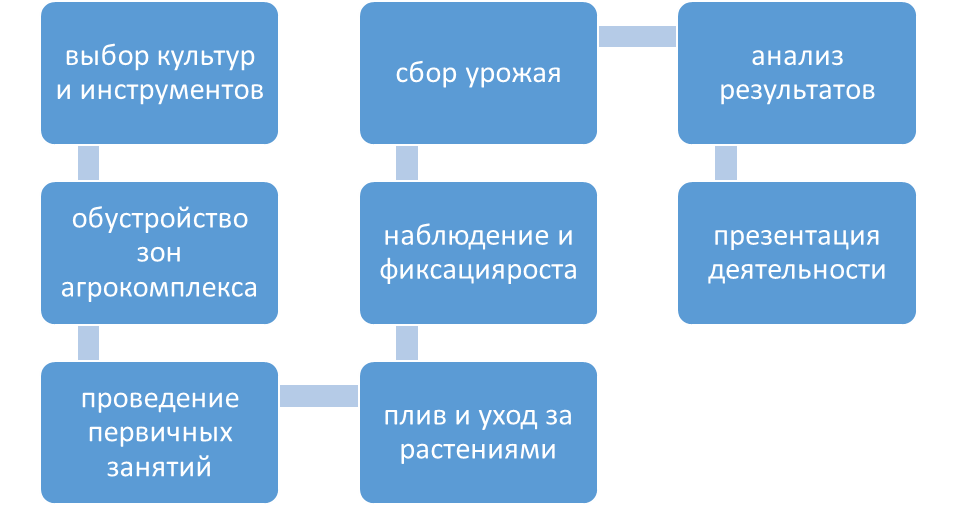 выбор культур
и инструментов
обустройство
зон
агрокомплекса
проведение
первичных
занятий
плив и уход за
растениями
наблюдение и
фиксацияроста
сбор урожая
анализ
результатов
презентация
деятельности